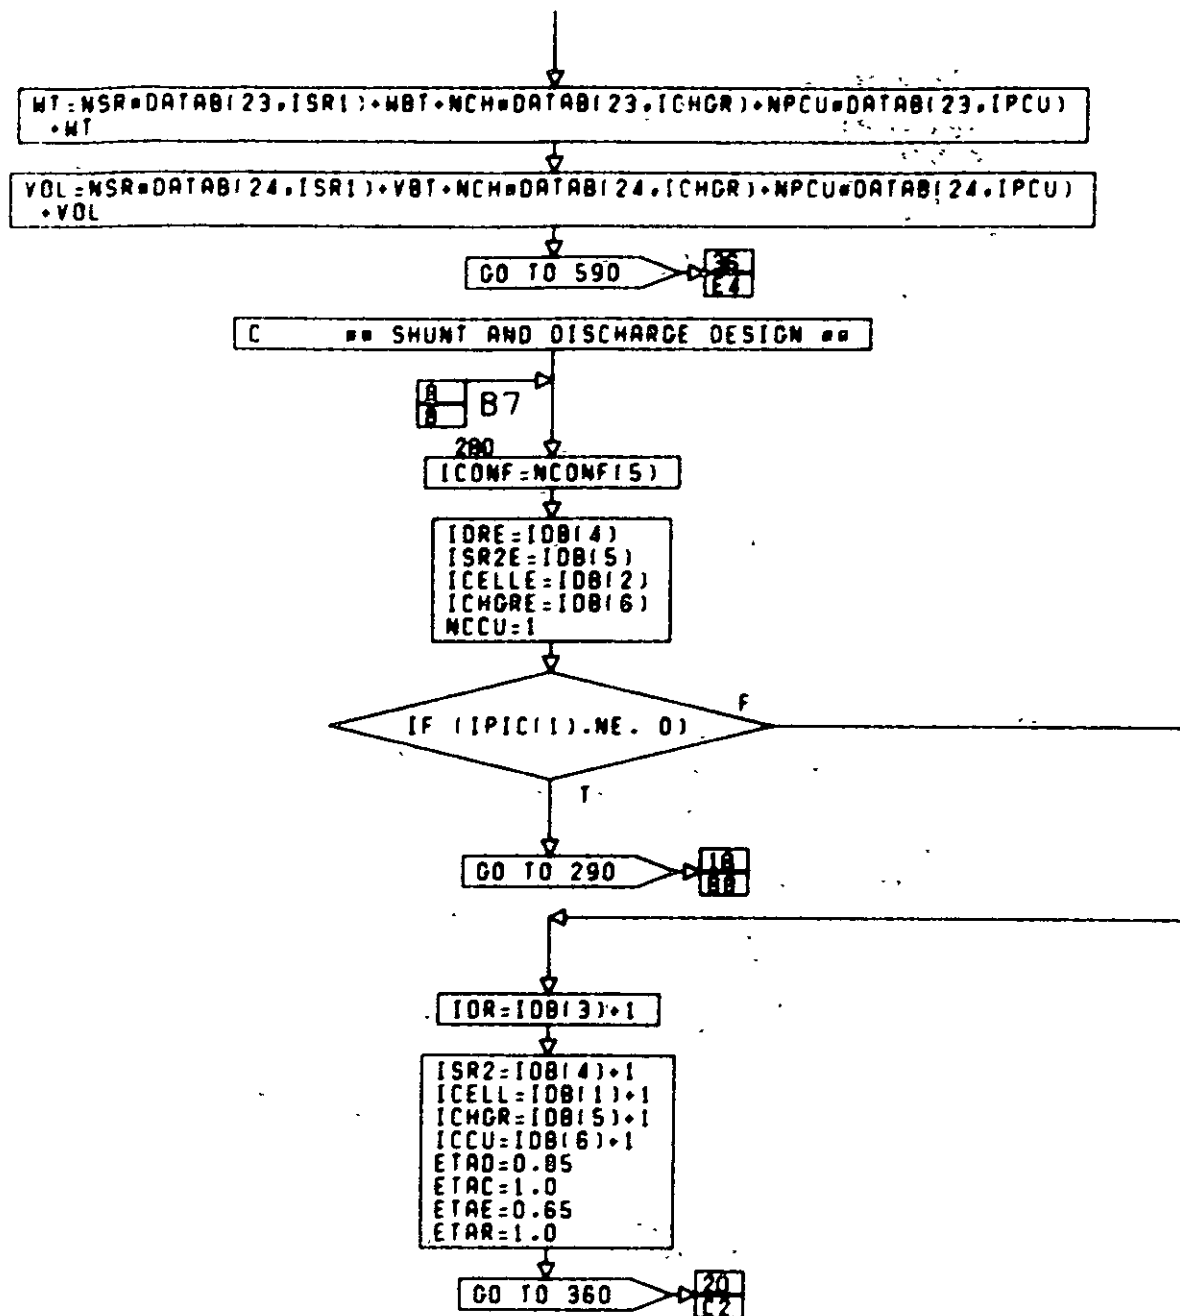 WT=NSR*DATAB(23,ISR1)+WBT+NCH*DATAB(23,ICHGR)+NPCU*DATAB(23,IPCU)
+WT
VOL=NSR*DATAB(24,ISR1)+VBT+NCH*DATAB(24,ICHGR)+NPCU*DATAB(24,IPCU)
+VOL
GO TO 590
36
E4
C ** SHUNT AND DISCHARGE DESIGN **
B7
280
ICONF=NCONF(5)
IDRE=IDB(4)
ISR2E=IDB(5)
ICELLE=IDB(2)
ICHGRE=IDB(6)
NCCU=1
IF (IPIC(1).NE. 0)
F
T
GO TO 290
IDR=IDB(3)+1
ISR2=IDB(4)+1
ICELL=IDB(1)+1
ICHGR=IDB(5)+1
ICCU=IDB(6)+1
ETAD=0.85
ETAC=1.0
ETAE=0.65
ETAR=1.0
GO TO 360
20
C2